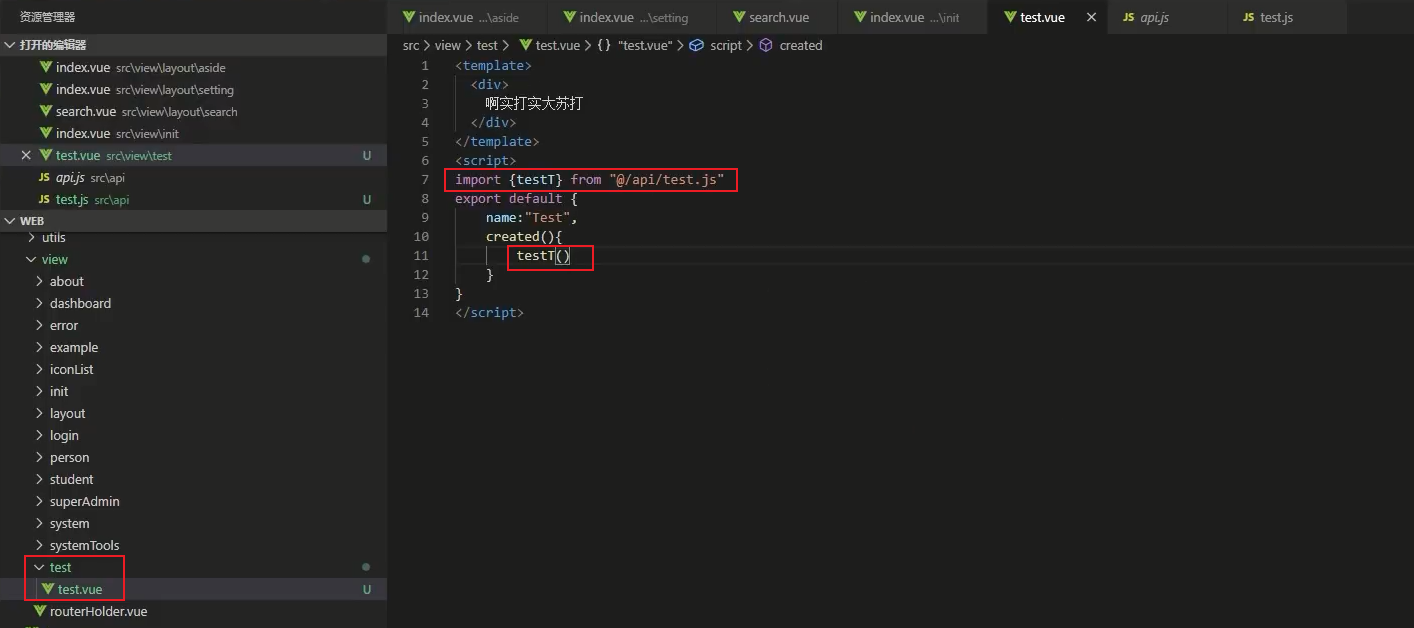 资源管理器
打开的编辑器
index.vue src\view\layout\aside
index.vue src\view\layout\setting
search.vue src\view\layout\search
index.vue src\view\init
test.vue src\view\test U
JS api.js src\api
JS test.js src\api U
WEB
utils
view
about
dashboard
error
example
iconList
init
layout
login
person
student
superAdmin
system
systemTools
test
test.vue U
routerHolder.vue
index.vue ...\aside
index.vue ...\setting
search.vue
index.vue ...\init
test.vue
JS api.js
JS test.js
src > view > test > test.vue > {} "test.vue" > script > created
1 <template>
2 <div>
3 啊实打实大苏打
4 </div>
5 </template>
6 <script>
7 import {testT} from "@/api/test.js"
8 export default {
9 name:"Test",
10 created(){
11 testT()
12 }
13 }
14 </script>